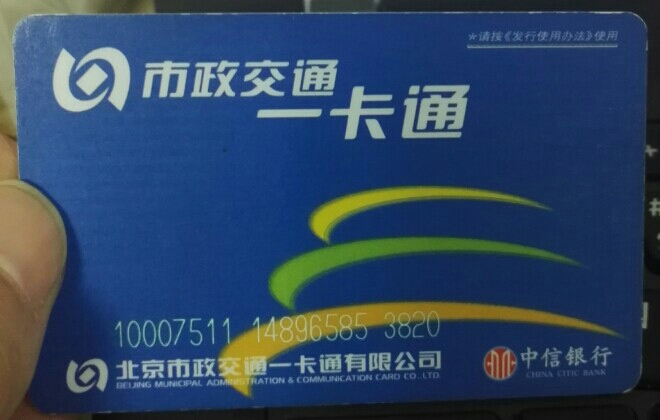 *请按《发行使用办法》使用
市政交通
一卡通
10007511 14896585 3820
北京市政交通一卡通有限公司
BEIJING MUNICIPAL ADMINISTRATION & COMMUNICATION CARD CO.,LTD.
中信银行
CHINA CITIC BANK